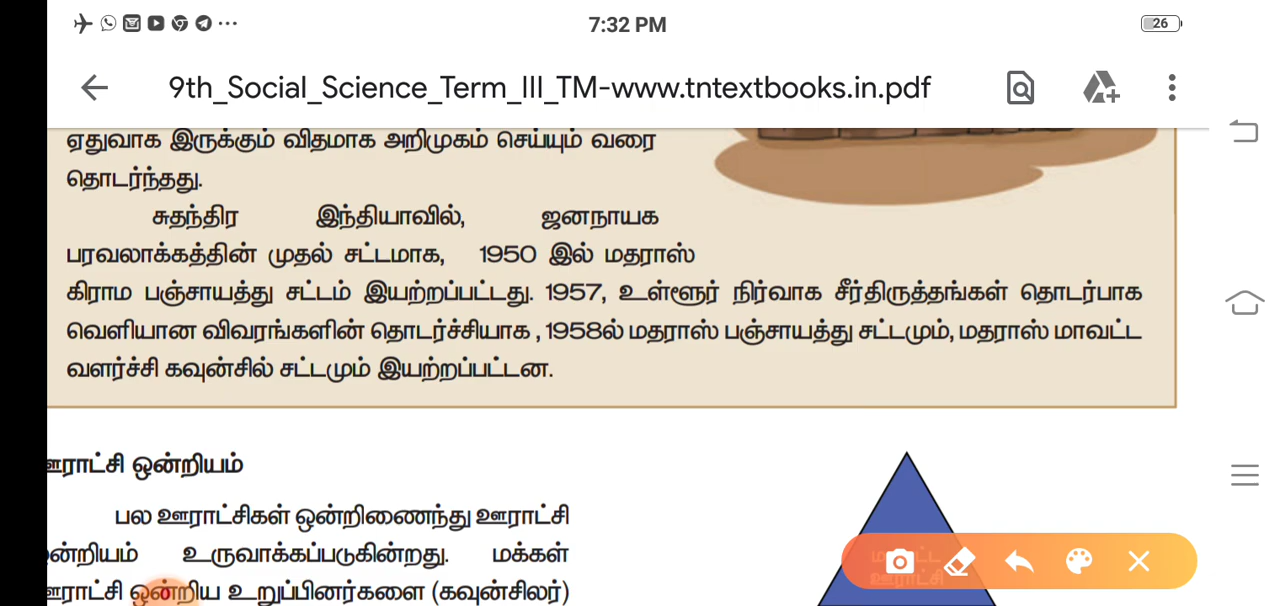 7:32 PM
26
9th_Social_Science_Term_III_TM-www.tntextbooks.in.pdf
ஏதுவாக இருக்கும் விதமாக அறிமுகம் செய்யும் வரை
தொடர்ந்தது.
சுதந்திர இந்தியாவில், ஜனநாயக
பரவலாக்கத்தின் முதல் சட்டமாக, 1950 இல் மதராஸ்
கிராம பஞ்சாயத்து சட்டம் இயற்றப்பட்டது. 1957, உள்ளூர் நிர்வாக சீர்திருத்தங்கள் தொடர்பாக
வெளியான விவரங்களின் தொடர்ச்சியாக , 1958ல் மதராஸ் பஞ்சாயத்து சட்டமும், மதராஸ் மாவட்ட
வளர்ச்சி கவுன்சில் சட்டமும் இயற்றப்பட்டன.
ஊராட்சி ஒன்றியம்
பல ஊராட்சிகள் ஒன்றிணைந்து ஊராட்சி
ஒன்றியம் உருவாக்கப்படுகின்றது. மக்கள்
ஊராட்சி ஒன்றிய உறுப்பினர்களை (கவுன்சிலர்)